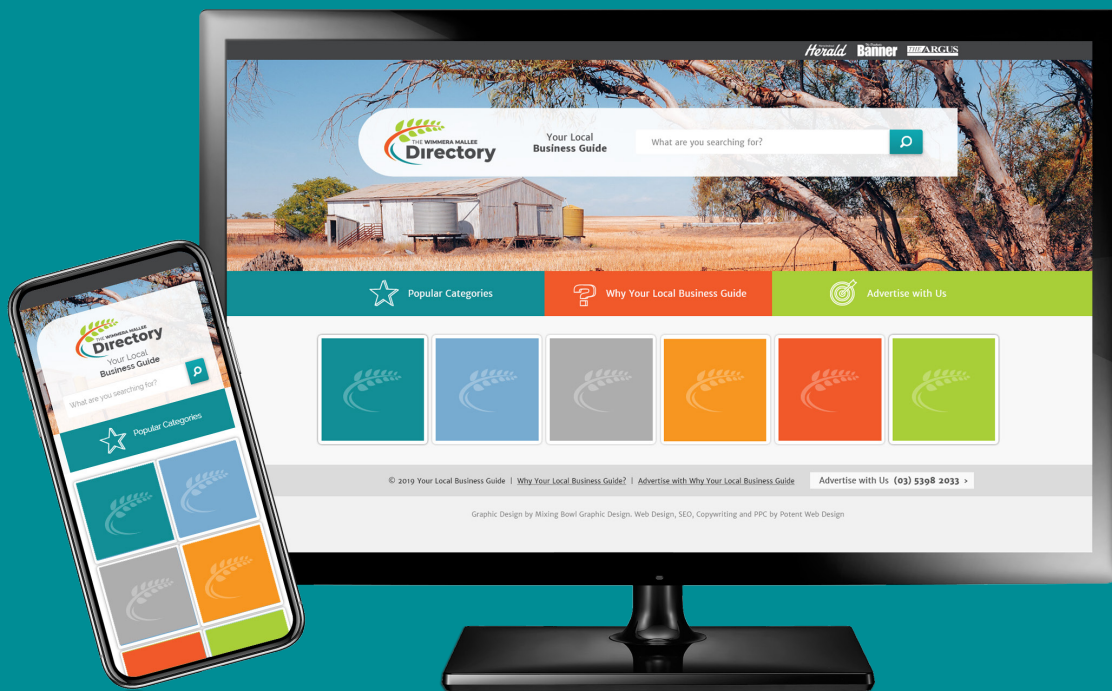 Herald
Banner
THE ARGUS
THE WIMMERA MALLEE
Directory
Your Local
Business Guide
What are you searching for?
Popular Categories
Why Your Local Business Guide
Advertise with Us
© 2019 Your Local Business Guide | Why Your Local Business Guide? | Advertise with Why Your Local Business Guide
Advertise with Us (03) 5398 2033 >
Graphic Design by Mixing Bowl Graphic Design. Web Design, SEO, Copywriting and PPC by Potent Web Design
THE WIMMERA MALLEE
Directory
Your Local
Business Guide
What are you searching for?
Popular Categories